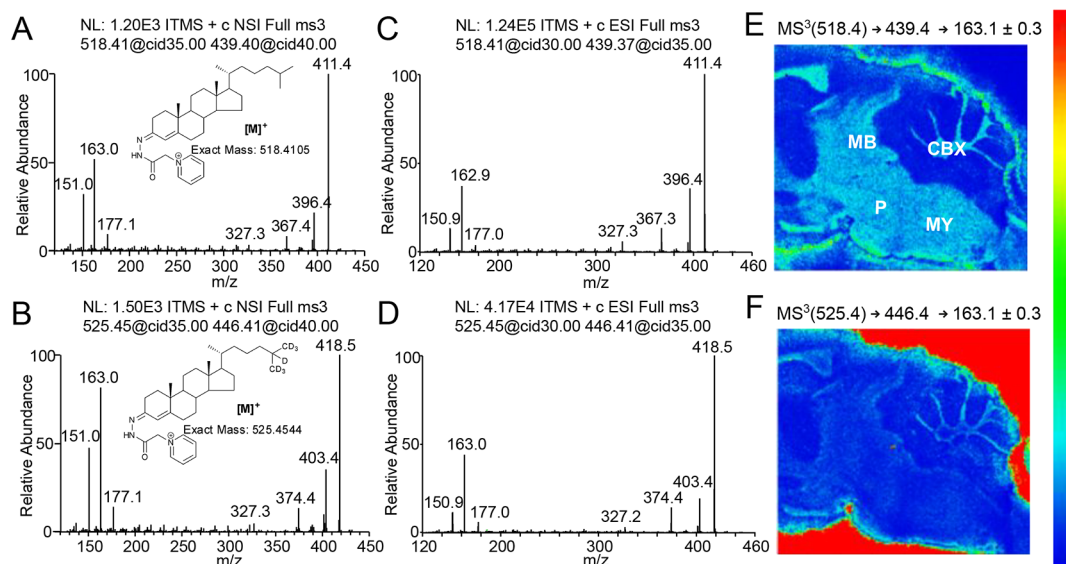 A
NL: 1.20E3 ITMS + c NSI Full ms3
518.41@cid35.00 439.40@cid40.00
Relative Abundance
100
50
0
411.4
163.0
151.0
177.1
327.3
367.4
396.4
N
HN
O
N
[M]+
Exact Mass: 518.4105
150 200 250 300 350 400 450
m/z
C
NL: 1.24E5 ITMS + c ESI Full ms3
518.41@cid30.00 439.37@cid35.00
Relative Abundance
100
50
0
411.4
396.4
162.9
150.9
177.0
327.3
367.3
120 200 300 400 460
m/z
E
MS3(518.4) → 439.4 → 163.1 ± 0.3
MB
CBX
P
MY
B
NL: 1.50E3 ITMS + c NSI Full ms3
525.45@cid35.00 446.41@cid40.00
Relative Abundance
100
50
0
418.5
163.0
151.0
177.1
327.3
374.4
403.4
CD3
D
CD3
N
HN
O
N
[M]+
Exact Mass: 525.4544
150 200 250 300 350 400 450
m/z
D
NL: 4.17E4 ITMS + c ESI Full ms3
525.45@cid30.00 446.41@cid35.00
Relative Abundance
100
50
0
418.5
163.0
150.9
177.0
327.2
374.4
403.4
120 200 300 400 460
m/z
F
MS3(525.4) → 446.4 → 163.1 ± 0.3